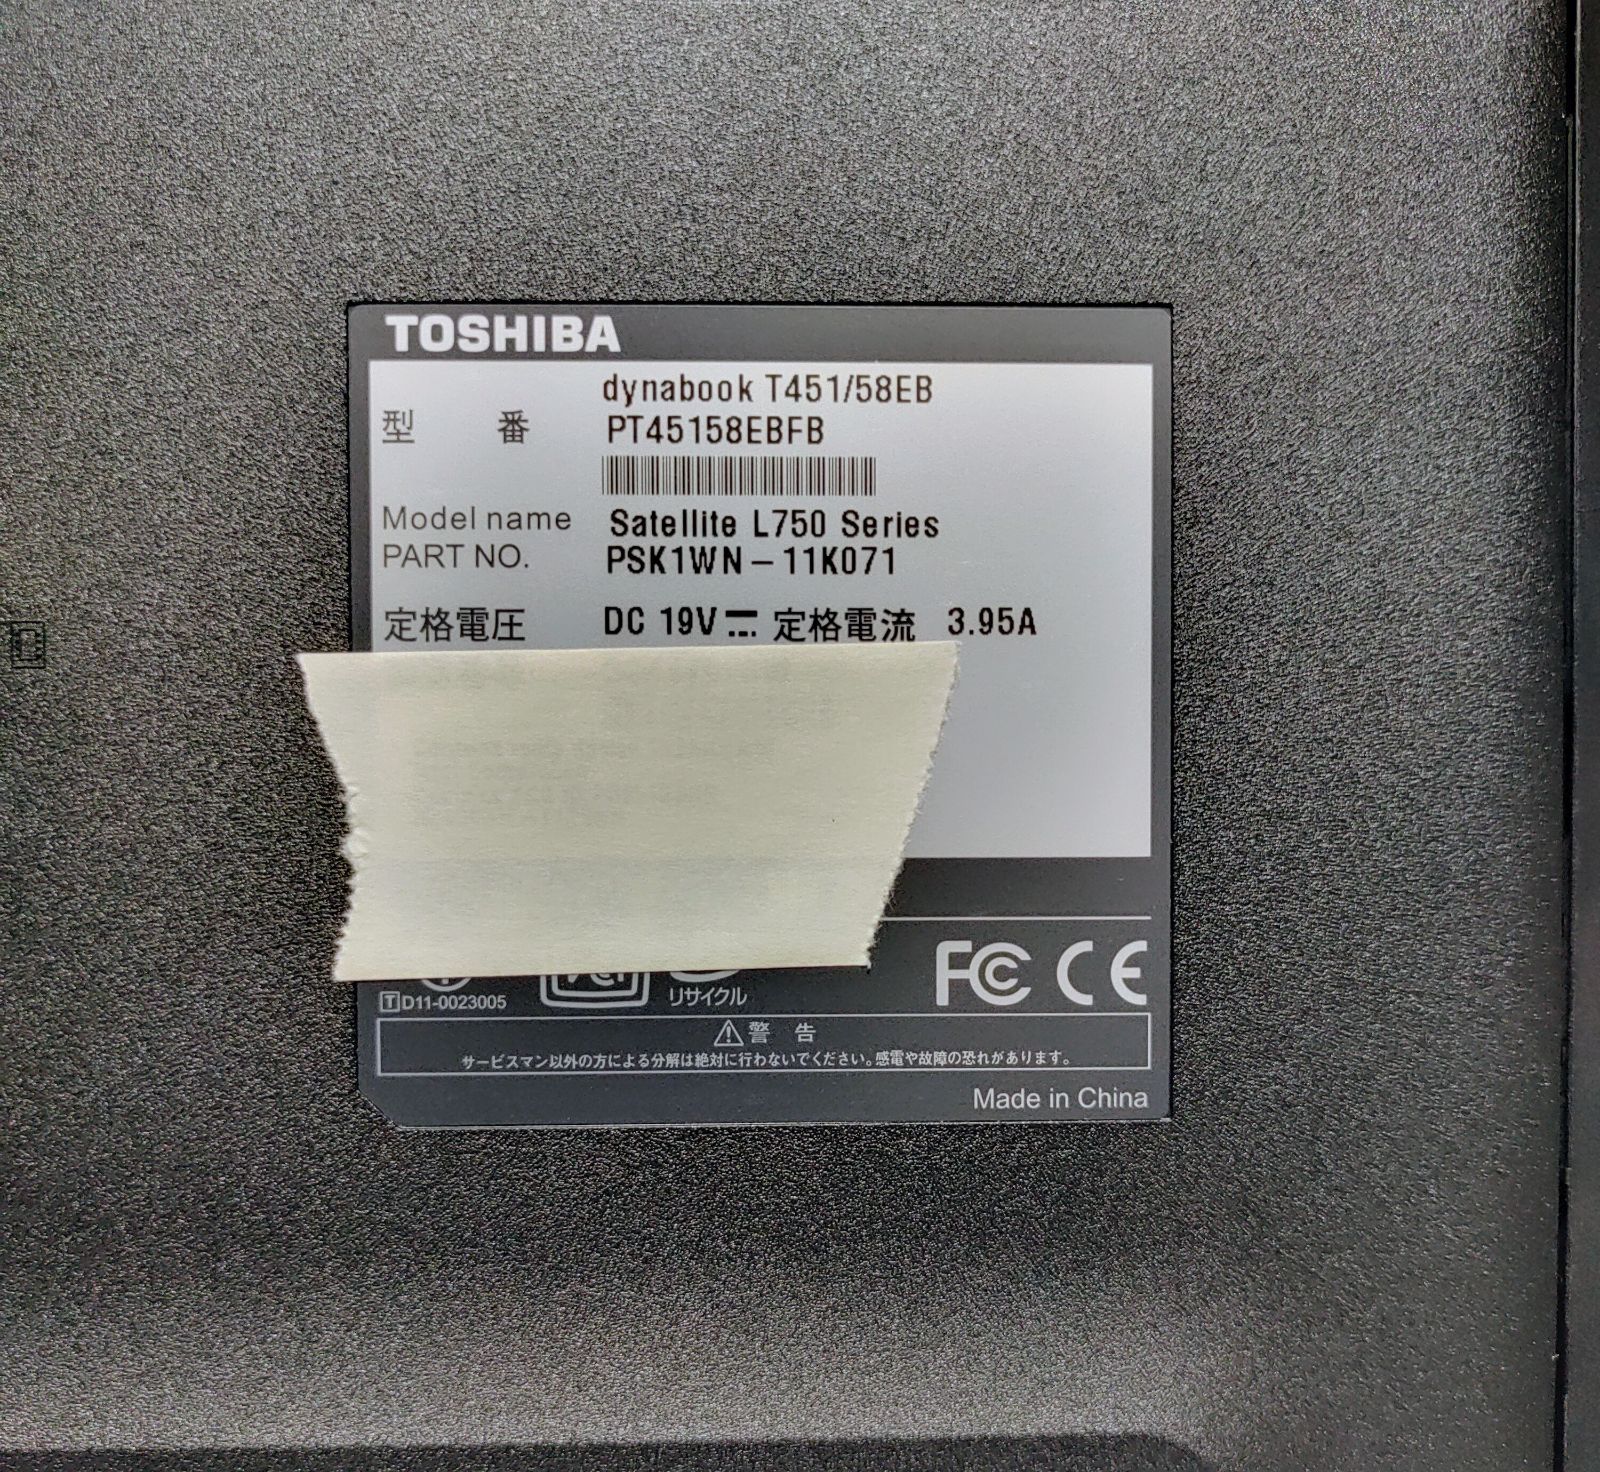 TOSHIBA
dynabook T451/58EB
型 番 PT45158EBFB
Model name Satellite L750 Series
PART NO. PSK1WN-11K071
定格電圧 DC 19V 定格電流 3.95A
FC CE
TD11-0023005 リサイクル
警 告
サービスマン以外の方による分解は絶対に行わないでください。感電や故障の恐れがあります。
Made in China